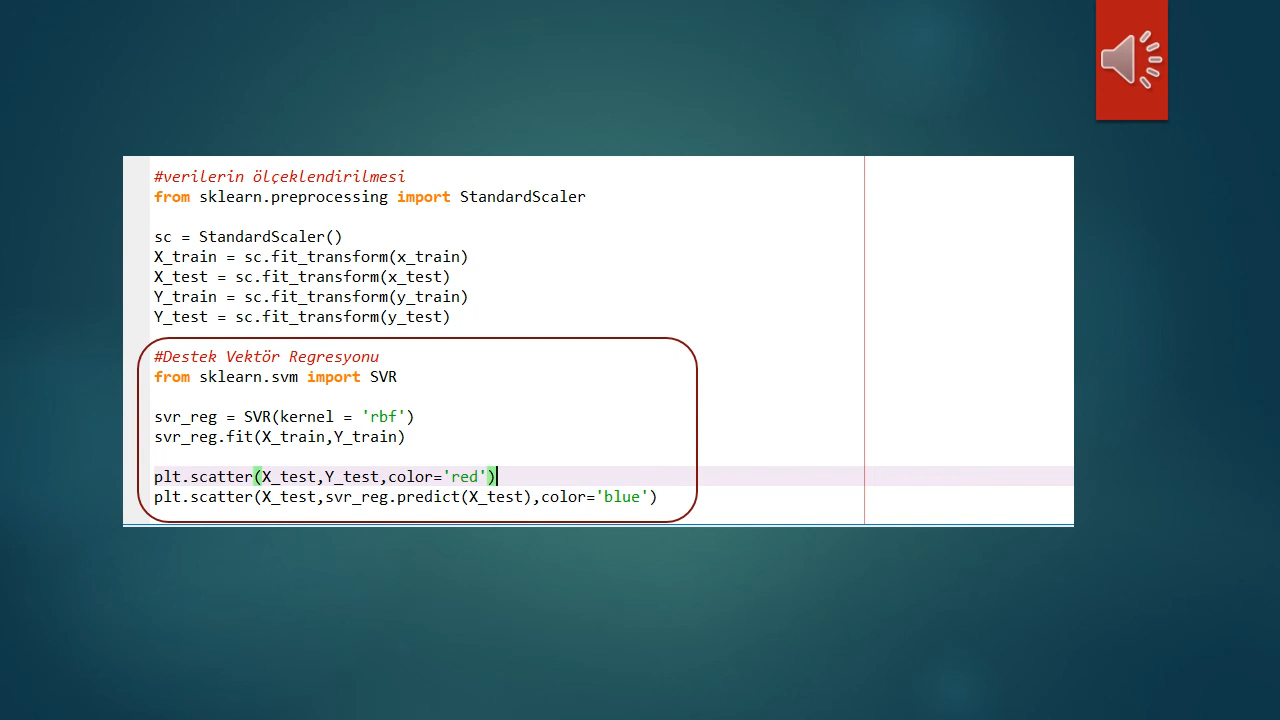 #verilerin ölçeklendirilmesi
from sklearn.preprocessing import StandardScaler
sc = StandardScaler()
X_train = sc.fit_transform(x_train)
X_test = sc.fit_transform(x_test)
Y_train = sc.fit_transform(y_train)
Y_test = sc.fit_transform(y_test)
#Destek Vektör Regresyonu
from sklearn.svm import SVR
svr_reg = SVR(kernel = 'rbf')
svr_reg.fit(X_train,Y_train)
plt.scatter(X_test,Y_test,color='red')
plt.scatter(X_test,svr_reg.predict(X_test),color='blue')